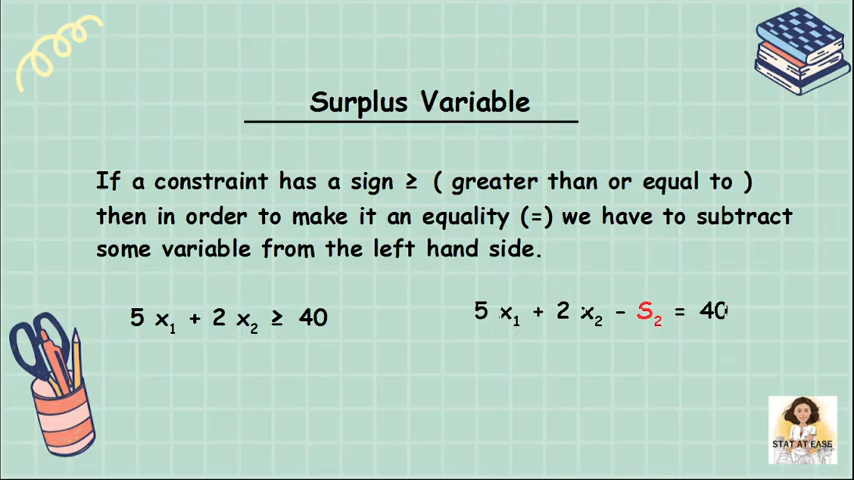 Surplus Variable
If a constraint has a sign ≥ ( greater than or equal to )
then in order to make it an equality (=) we have to subtract
some variable from the left hand side.
5 x₁ + 2 x₂ ≥ 40
5 x₁ + 2 x₂ - S₂ = 40
STAT AT EASE